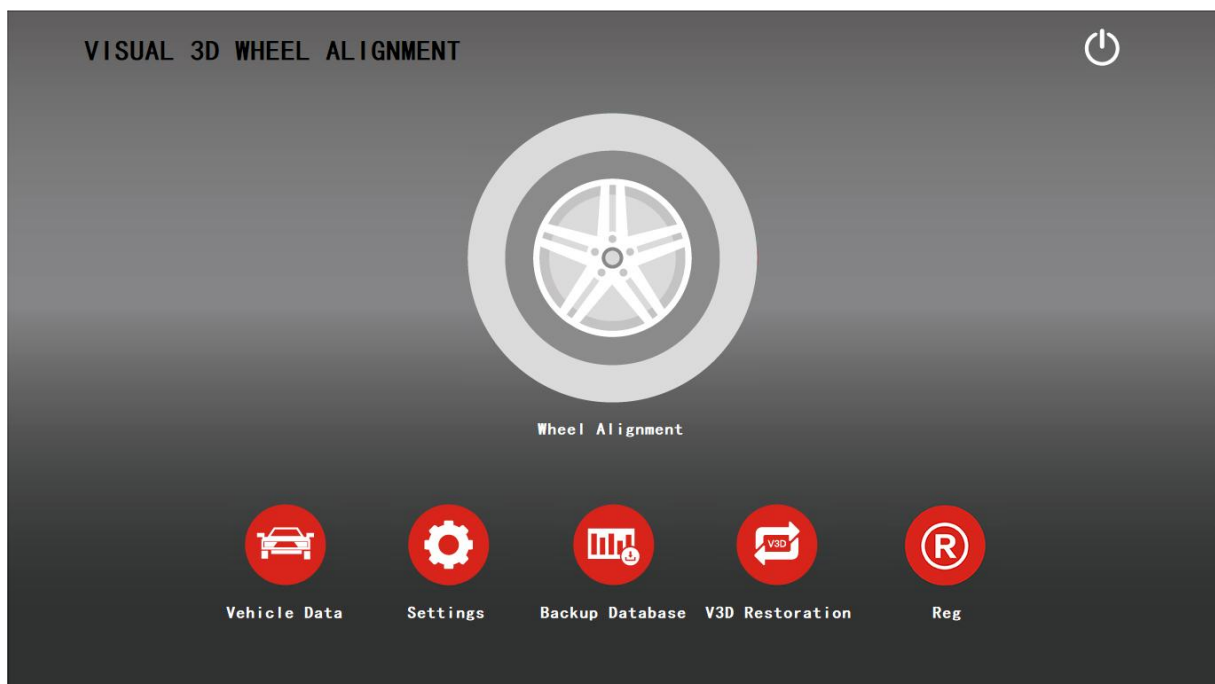 VISUAL 3D WHEEL ALIGNMENT
Wheel Alignment
V3D
R
Vehicle Data
Settings
Backup Database
V3D Restoration
Reg